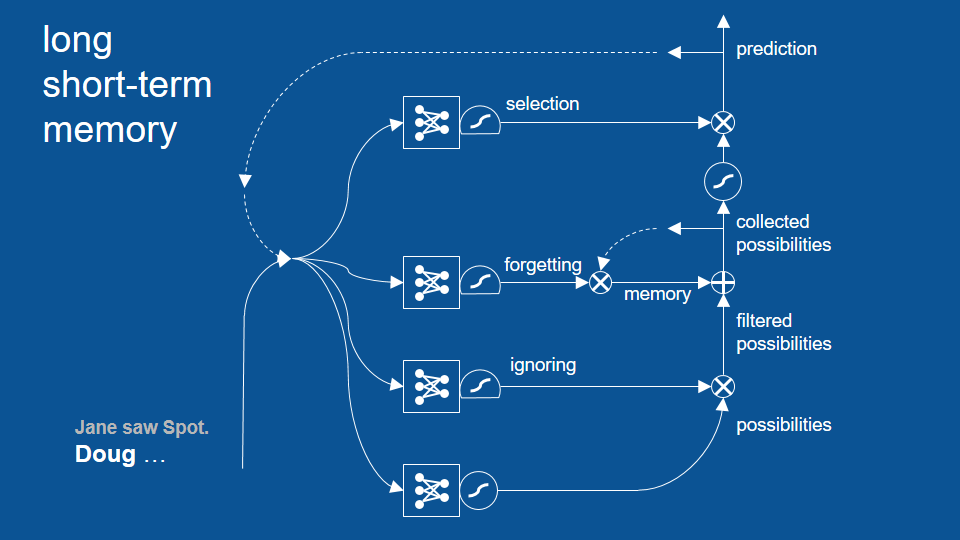 long
short-term
memory
prediction
selection
collected
possibilities
forgetting
memory
filtered
possibilities
ignoring
possibilities
Jane saw Spot.
Doug …